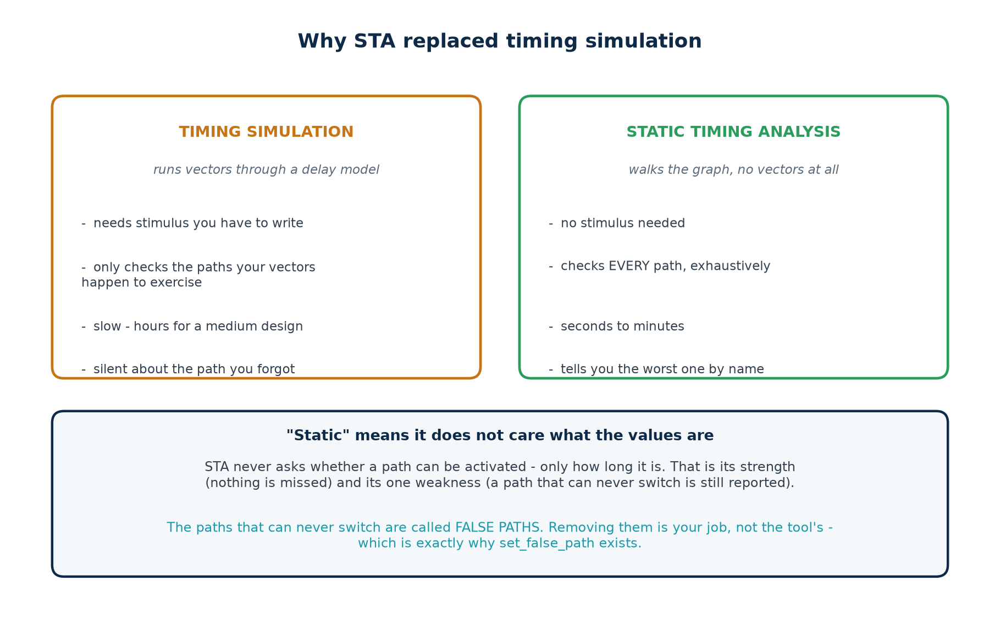 Why STA replaced timing simulation
TIMING SIMULATION
runs vectors through a delay model
- needs stimulus you have to write
- only checks the paths your vectors
happen to exercise
- slow - hours for a medium design
- silent about the path you forgot
STATIC TIMING ANALYSIS
walks the graph, no vectors at all
- no stimulus needed
- checks EVERY path, exhaustively
- seconds to minutes
- tells you the worst one by name
"Static" means it does not care what the values are
STA never asks whether a path can be activated - only how long it is. That is its strength
(nothing is missed) and its one weakness (a path that can never switch is still reported).
The paths that can never switch are called FALSE PATHS. Removing them is your job, not the tool's -
which is exactly why set_false_path exists.